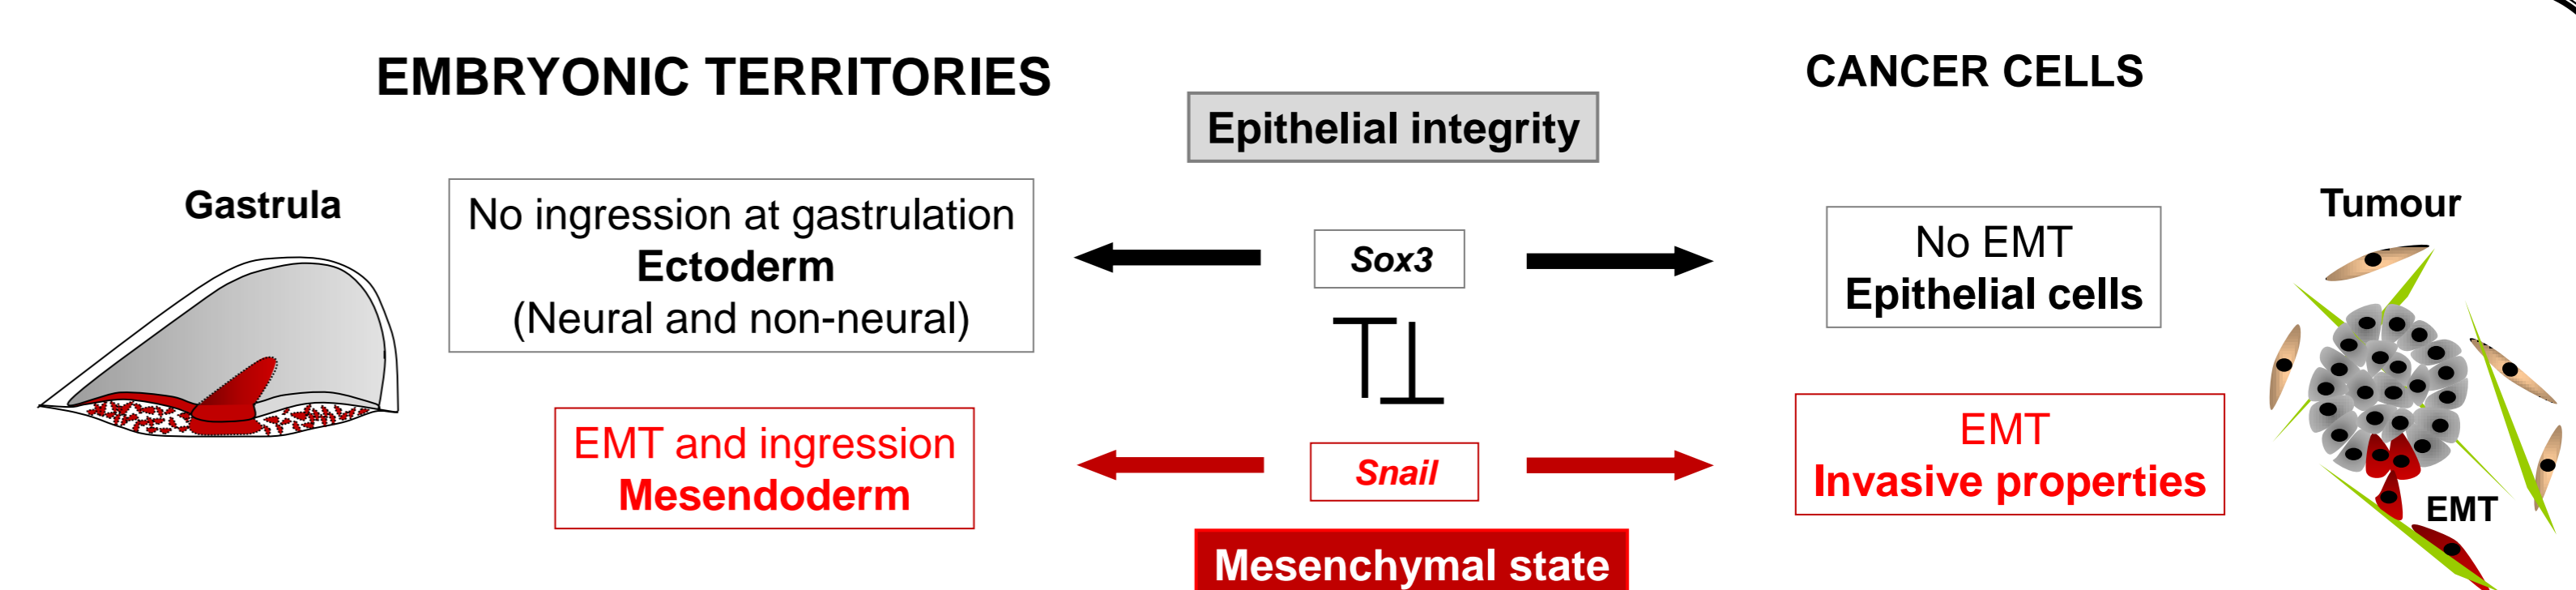 EMBRYONIC TERRITORIES
CANCER CELLS
Epithelial integrity
Gastrula
No ingression at gastrulation
Ectoderm
(Neural and non-neural)
Sox3
No EMT
Epithelial cells
Tumour
EMT and ingression
Mesendoderm
Snail
EMT
Invasive properties
EMT
Mesenchymal state